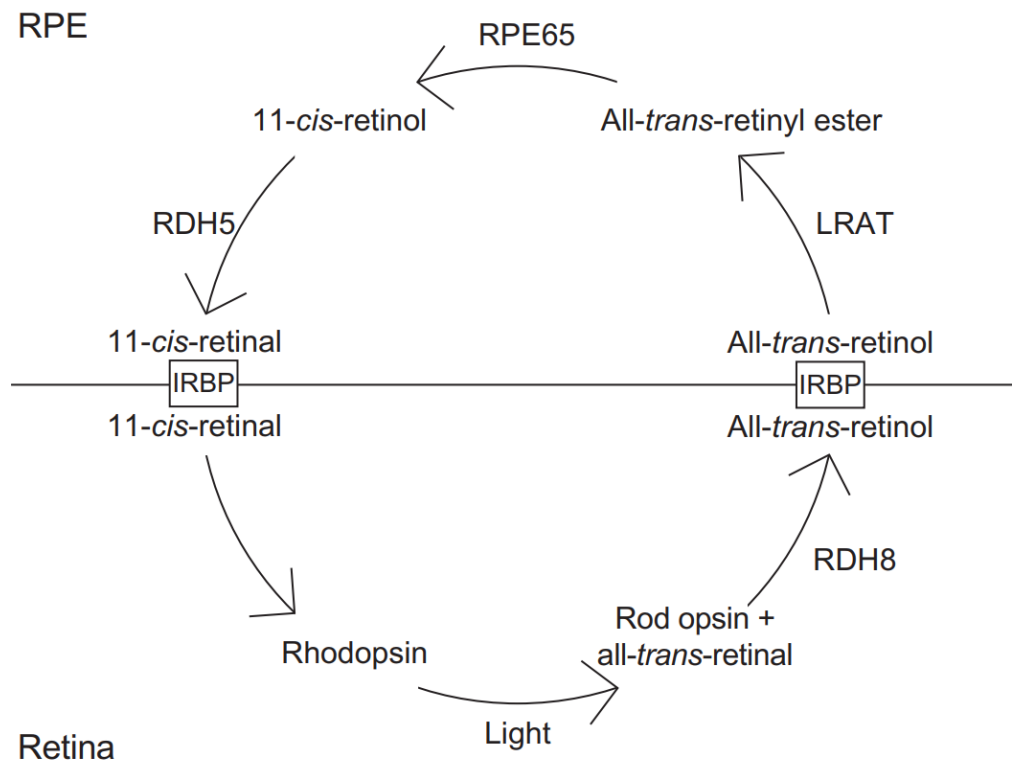 RPE
RPE65
11-cis-retinol
All-trans-retinyl ester
RDH5
LRAT
11-cis-retinal
All-trans-retinol
IRBP
IRBP
11-cis-retinal
All-trans-retinol
RDH8
Rod opsin +
all-trans-retinal
Rhodopsin
Light
Retina